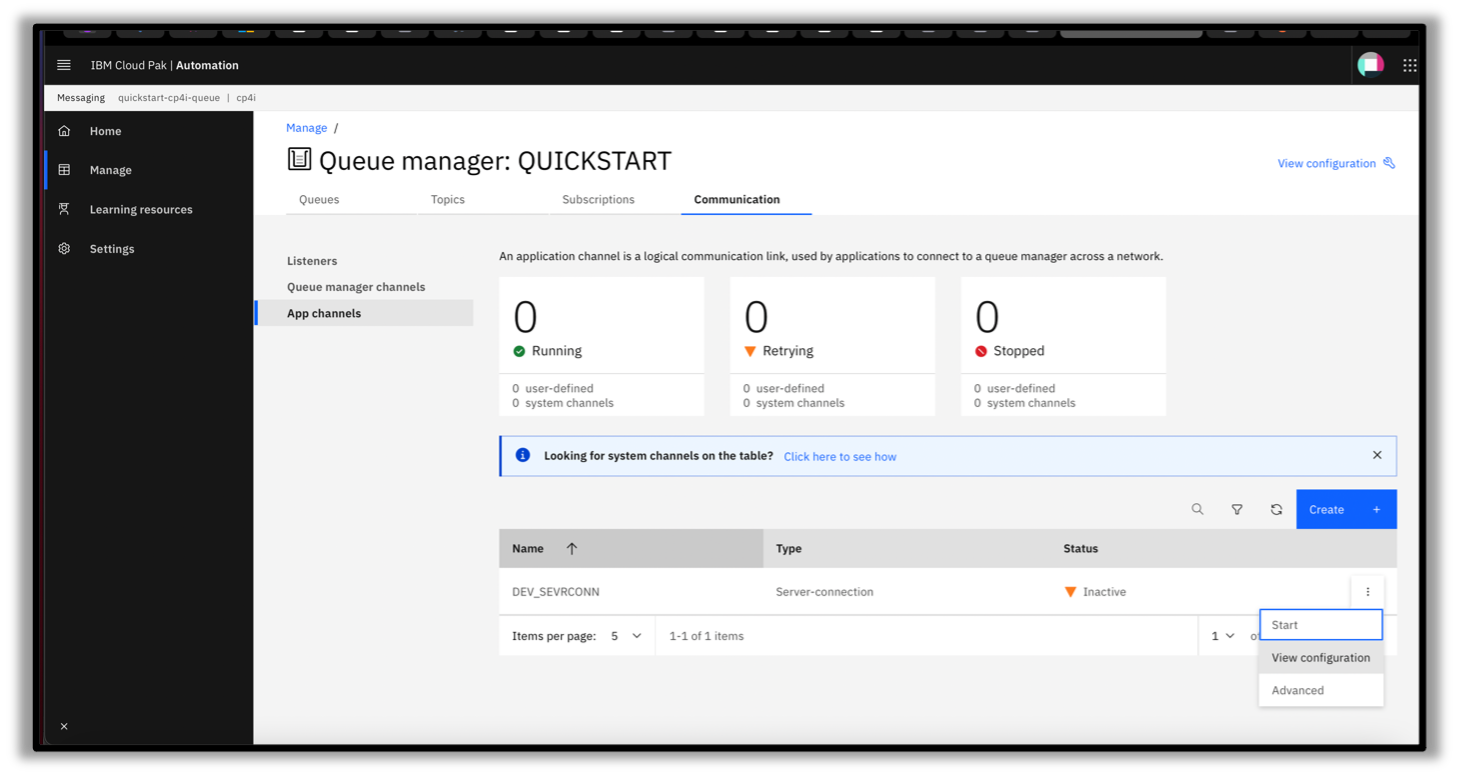 IBM Cloud Pak | Automation
Messaging quickstart-cp4i-queue | cp4i
Home
Manage
Learning resources
Settings
Manage /
Queue manager: QUICKSTART
View configuration
Queues Topics Subscriptions Communication
Listeners
Queue manager channels
App channels
An application channel is a logical communication link, used by applications to connect to a queue manager across a network.
0 0 0
Running Retrying Stopped
0 user-defined 0 user-defined 0 user-defined
0 system channels 0 system channels 0 system channels
Looking for system channels on the table? Click here to see how
Create +
Name Type Status
DEV_SEVRCONN Server-connection Inactive
Items per page: 5 1-1 of 1 items 1
Start
View configuration
Advanced